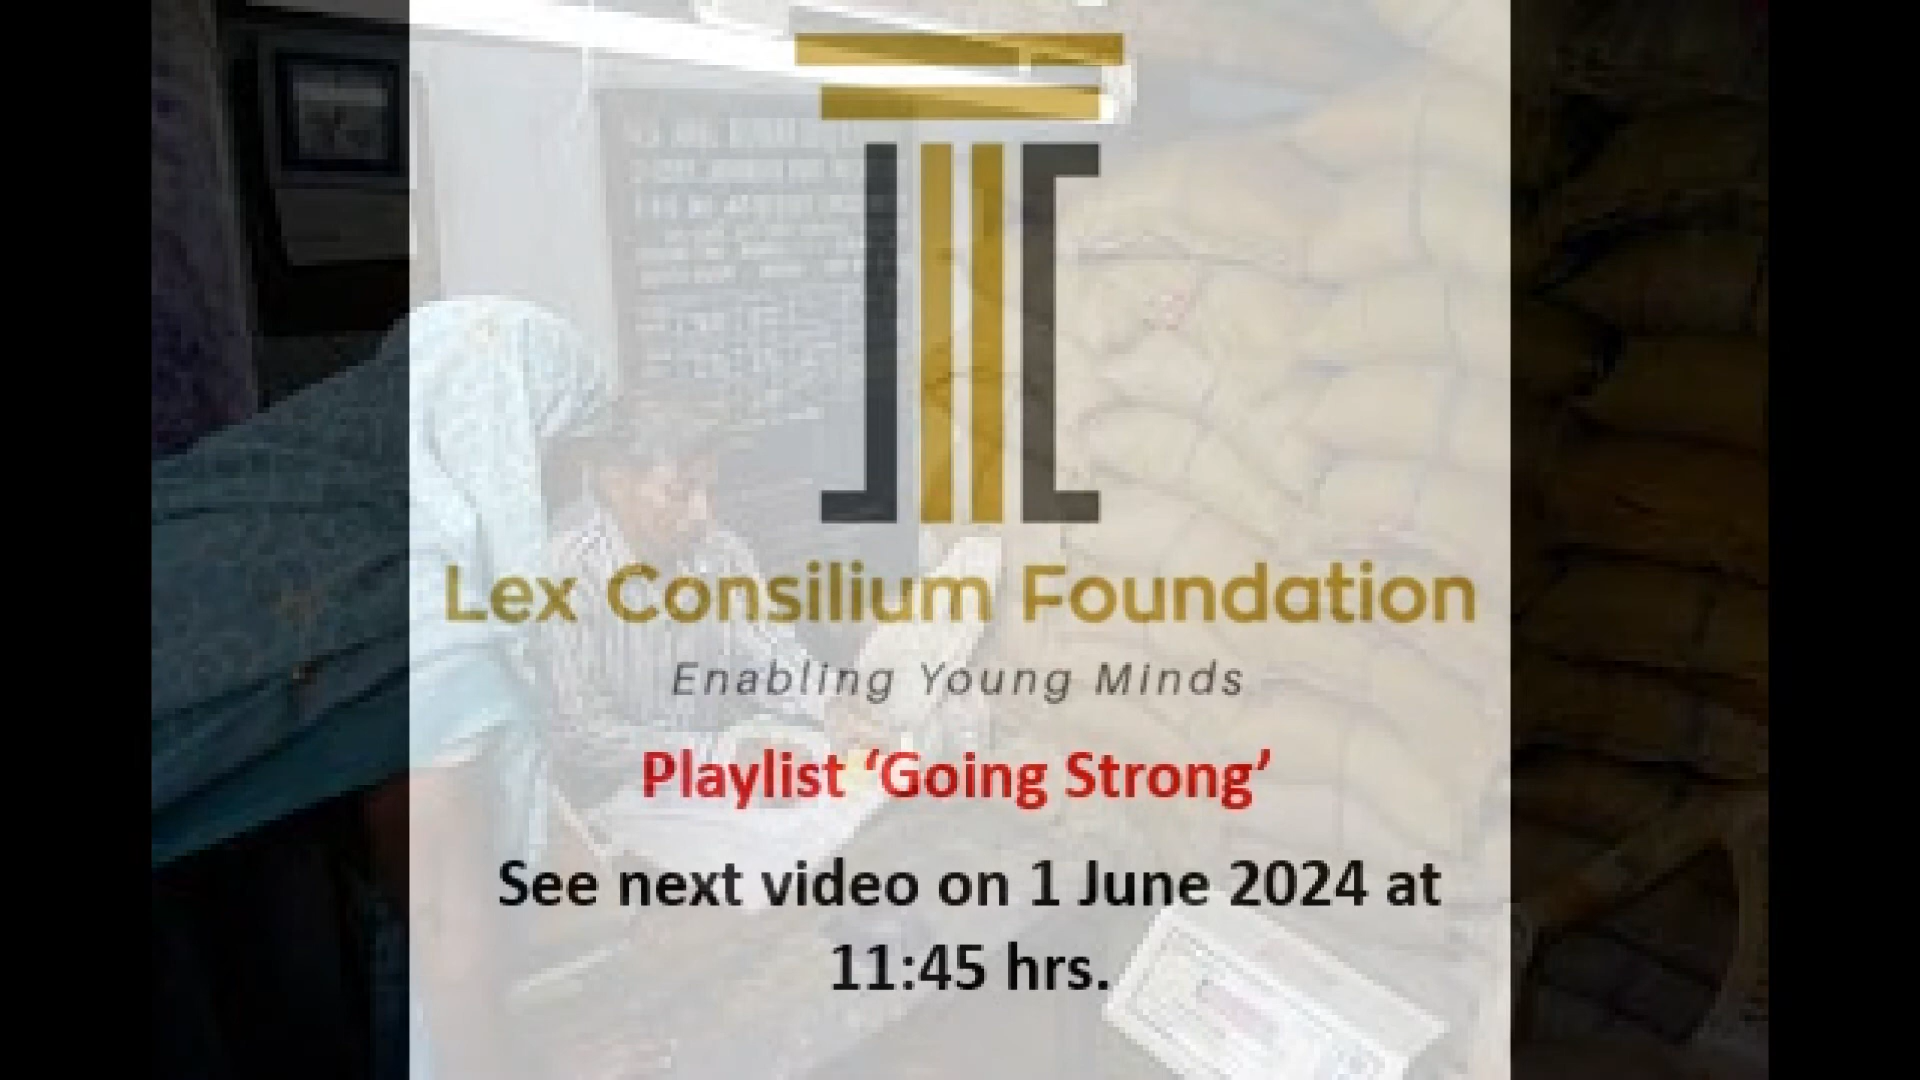 Lex Consilium Foundation
Enabling Young Minds
Playlist ‘Going Strong’
See next video on 1 June 2024 at
11:45 hrs.